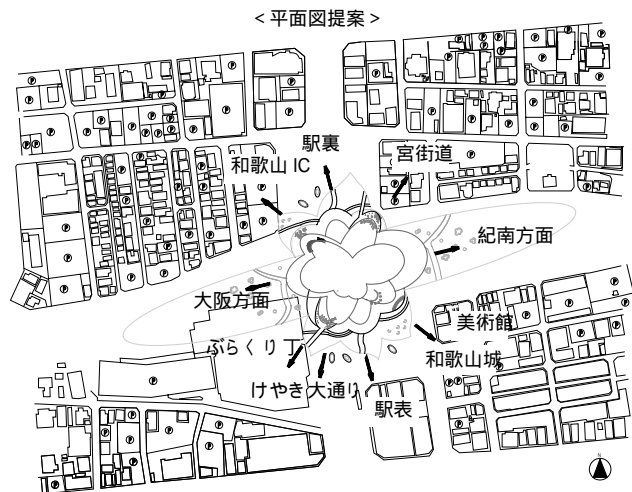 ＜平面図提案＞
駅裏
宮街道
和歌山 IC
紀南方面
大阪方面
美術館
ぶらくり丁
和歌山城
けやき大通り
駅表
N